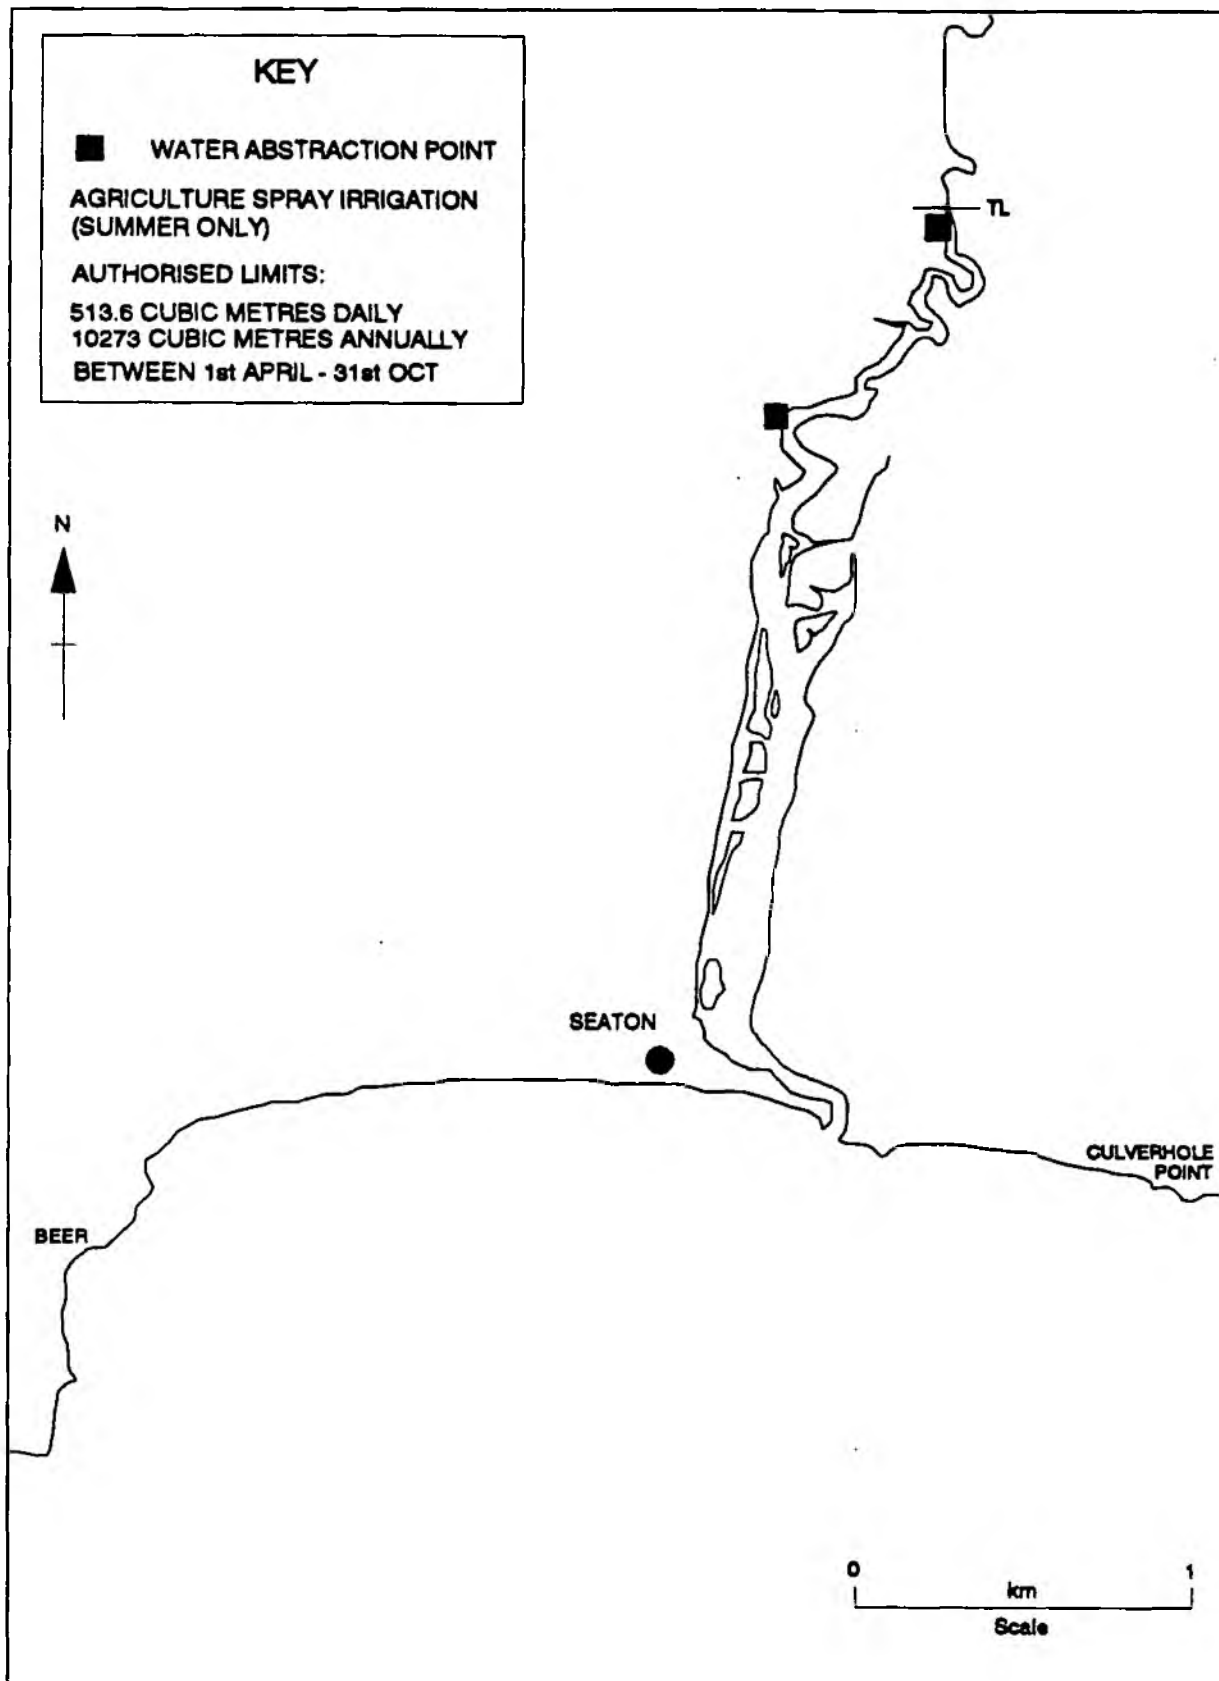 KEY
WATER ABSTRACTION POINT
AGRICULTURE SPRAY IRRIGATION
(SUMMER ONLY)
AUTHORISED LIMITS:
513.6 CUBIC METRES DAILY
10273 CUBIC METRES ANNUALLY
BETWEEN 1st APRIL - 31st OCT
TL
N
SEATON
CULVERHOLE
POINT
BEER
0 1
km
Scale